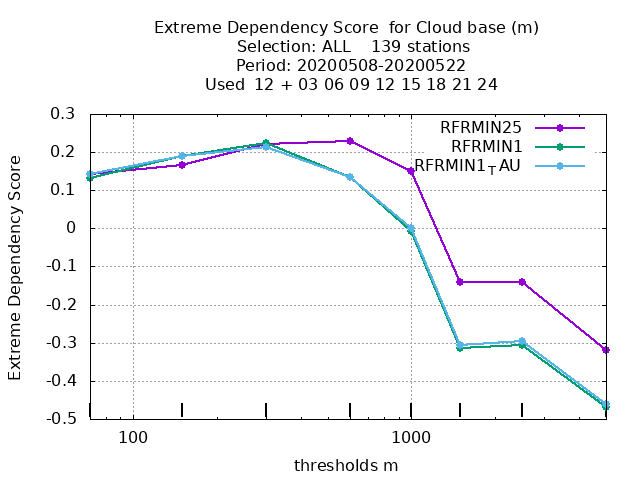 Extreme Dependency Score  for Cloud base (m)
Selection: ALL    139 stations
Period: 20200508-20200522
Used  12 + 03 06 09 12 15 18 21 24
RFRMIN25
RFRMIN1
RFRMIN1TAU
Extreme Dependency Score
0.3
0.2
0.1
0
-0.1
-0.2
-0.3
-0.4
-0.5
100
1000
thresholds m